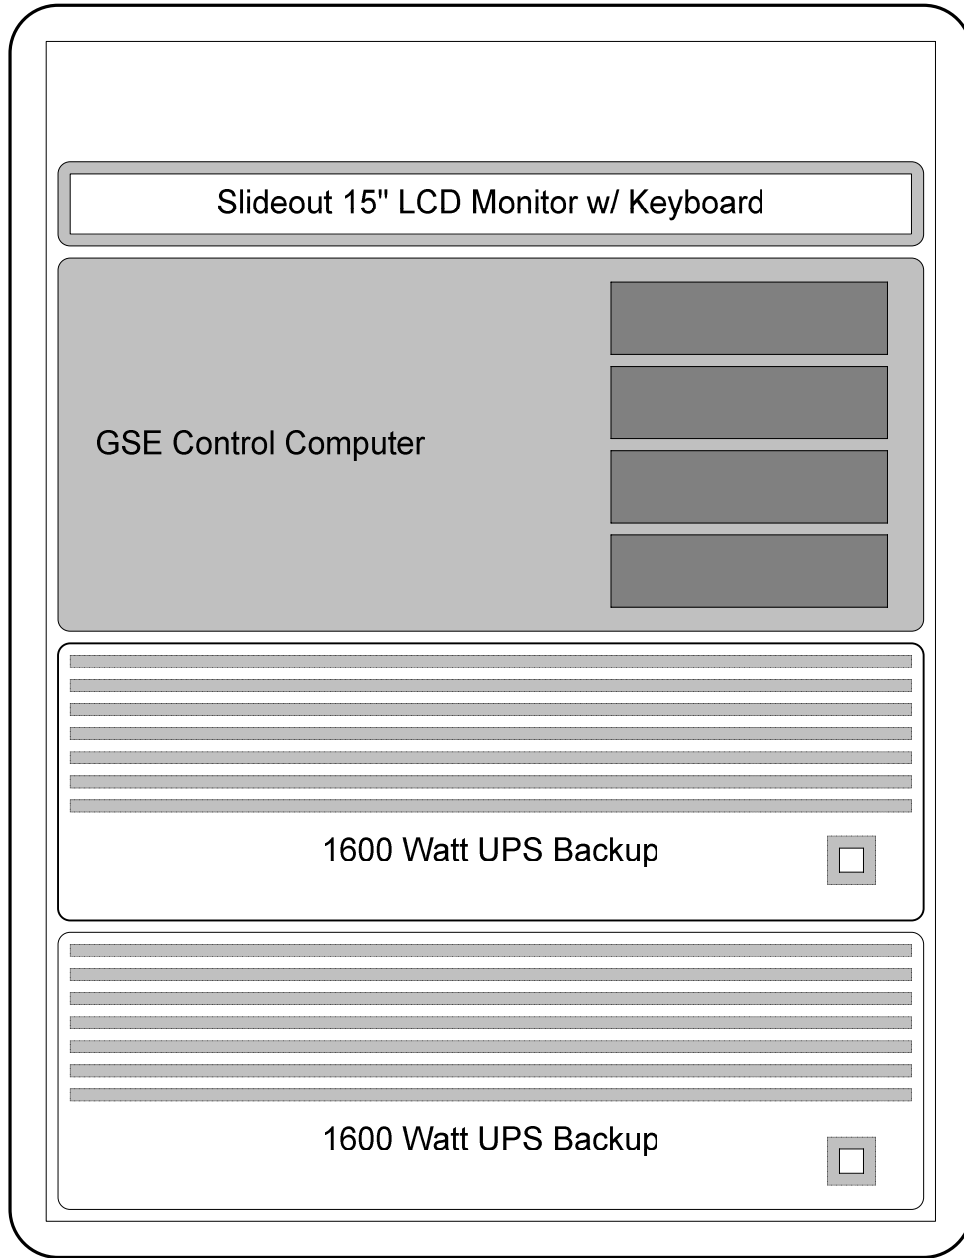 Slideout 15" LCD Monitor w/ Keyboard
GSE Control Computer
1600 Watt UPS Backup
1600 Watt UPS Backup